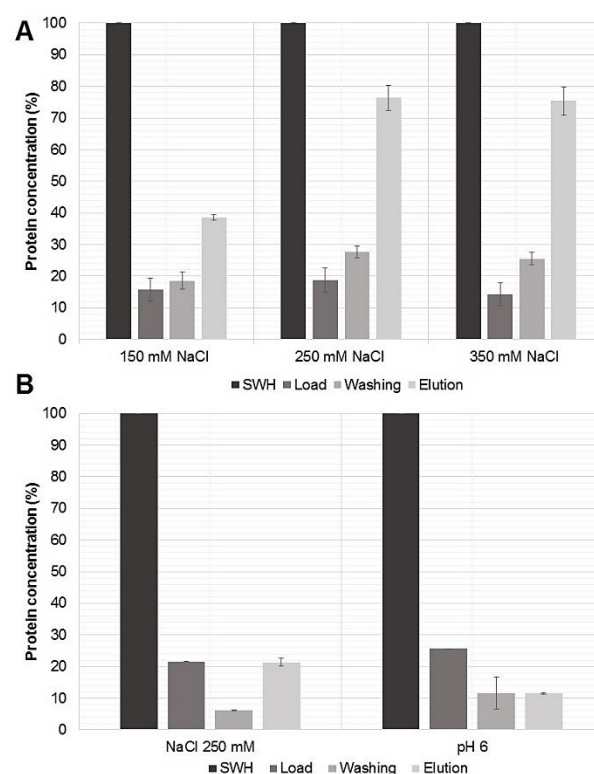 A
Protein concentration (%)
100
90
80
70
60
50
40
30
20
10
0
150 mM NaCl 250 mM NaCl 350 mM NaCl
SWH Load Washing Elution
B
Protein concentration (%)
100
90
80
70
60
50
40
30
20
10
0
NaCl 250 mM pH 6
SWH Load Washing Elution